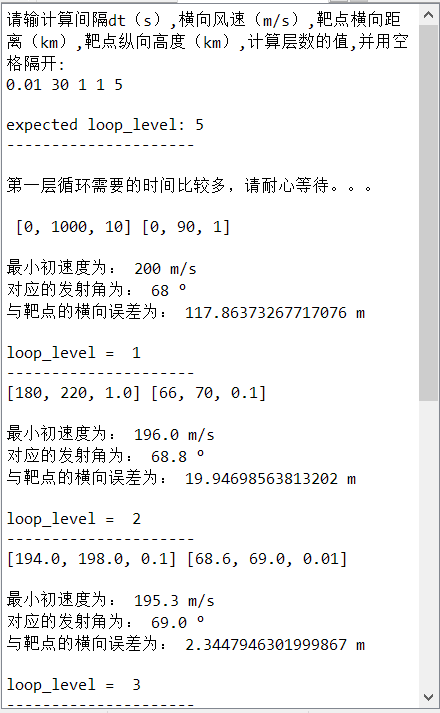 请输计算间隔dt（s）,横向风速（m/s）,靶点横向距
离（km）,靶点纵向高度（km）,计算层数的值,并用空
格隔开:
0.01 30 1 1 5
expected loop_level: 5
---------------------
第一层循环需要的时间比较多，请耐心等待。。。
[0, 1000, 10] [0, 90, 1]
最小初速度为： 200 m/s
对应的发射角为： 68 º
与靶点的横向误差为： 117.86373267717076 m
loop_level =  1
---------------------
[180, 220, 1.0] [66, 70, 0.1]
最小初速度为： 196.0 m/s
对应的发射角为： 68.8 º
与靶点的横向误差为： 19.94698563813202 m
loop_level =  2
---------------------
[194.0, 198.0, 0.1] [68.6, 69.0, 0.01]
最小初速度为： 195.3 m/s
对应的发射角为： 69.0 º
与靶点的横向误差为： 2.3447946301999867 m
loop_level =  3
---------------------